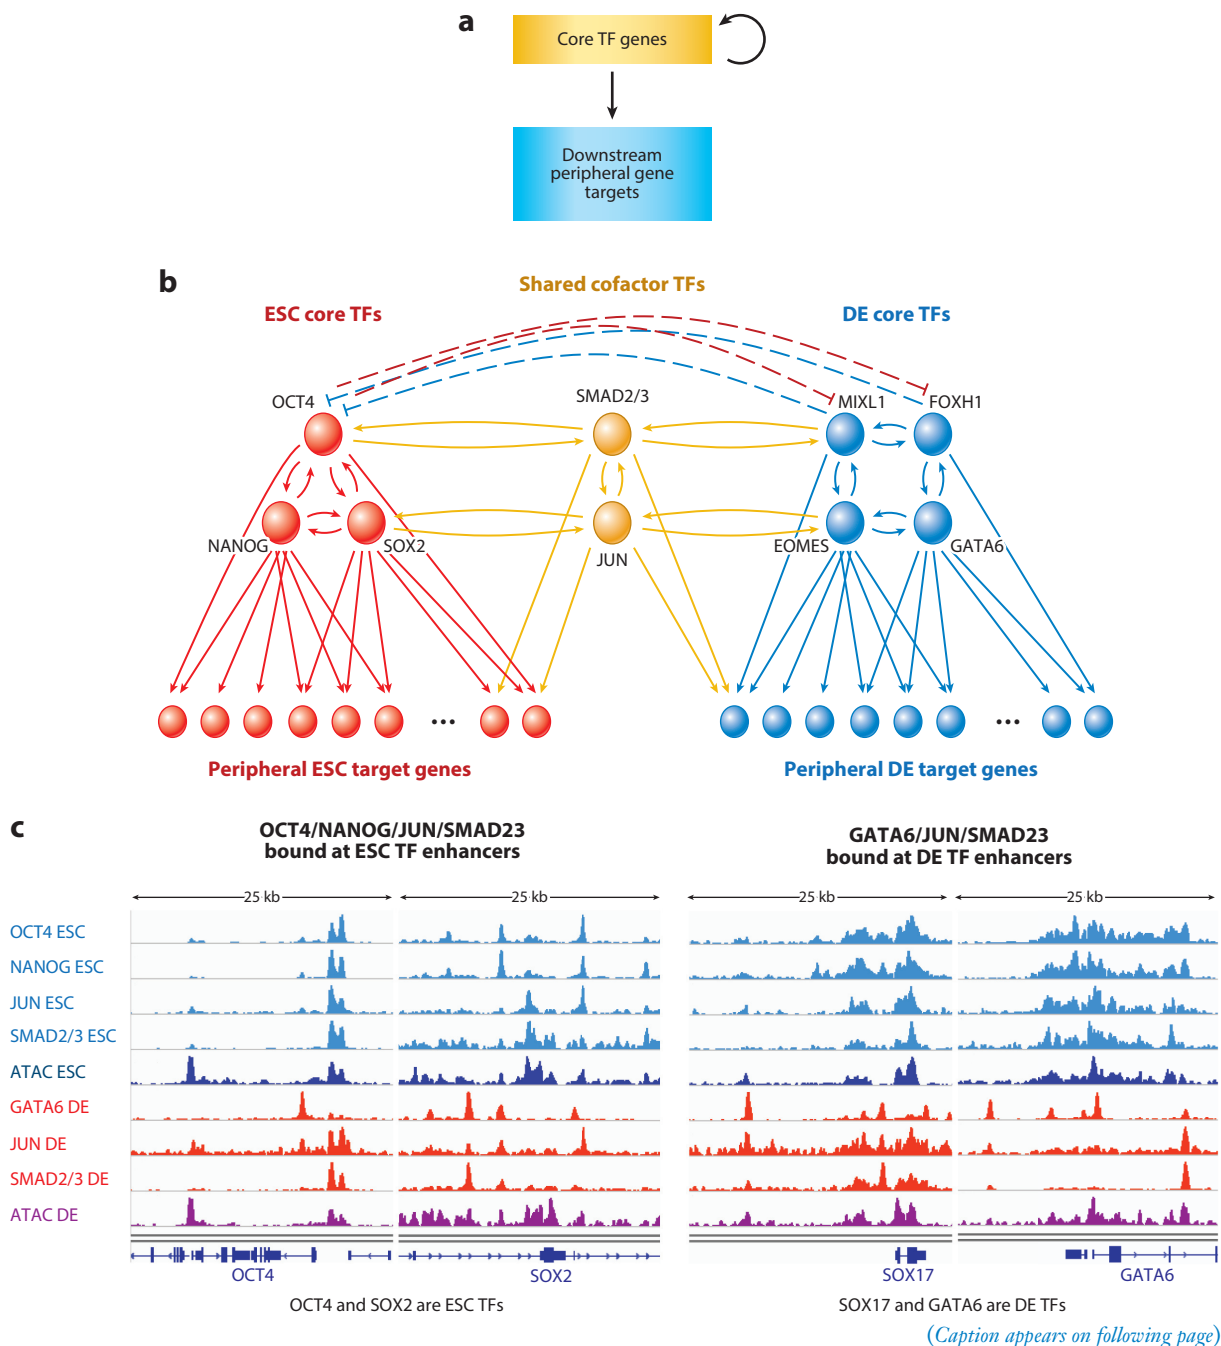 a
Core TF genes
Downstream
peripheral gene
targets
b
Shared cofactor TFs
ESC core TFs
DE core TFs
OCT4
SMAD2/3
MIXL1
FOXH1
NANOG
SOX2
JUN
EOMES
GATA6
...
...
Peripheral ESC target genes
Peripheral DE target genes
c
OCT4/NANOG/JUN/SMAD23
bound at ESC TF enhancers
GATA6/JUN/SMAD23
bound at DE TF enhancers
25 kb
25 kb
25 kb
25 kb
OCT4 ESC
NANOG ESC
JUN ESC
SMAD2/3 ESC
ATAC ESC
GATA6 DE
JUN DE
SMAD2/3 DE
ATAC DE
OCT4
SOX2
SOX17
GATA6
OCT4 and SOX2 are ESC TFs
SOX17 and GATA6 are DE TFs
(Caption appears on following page)